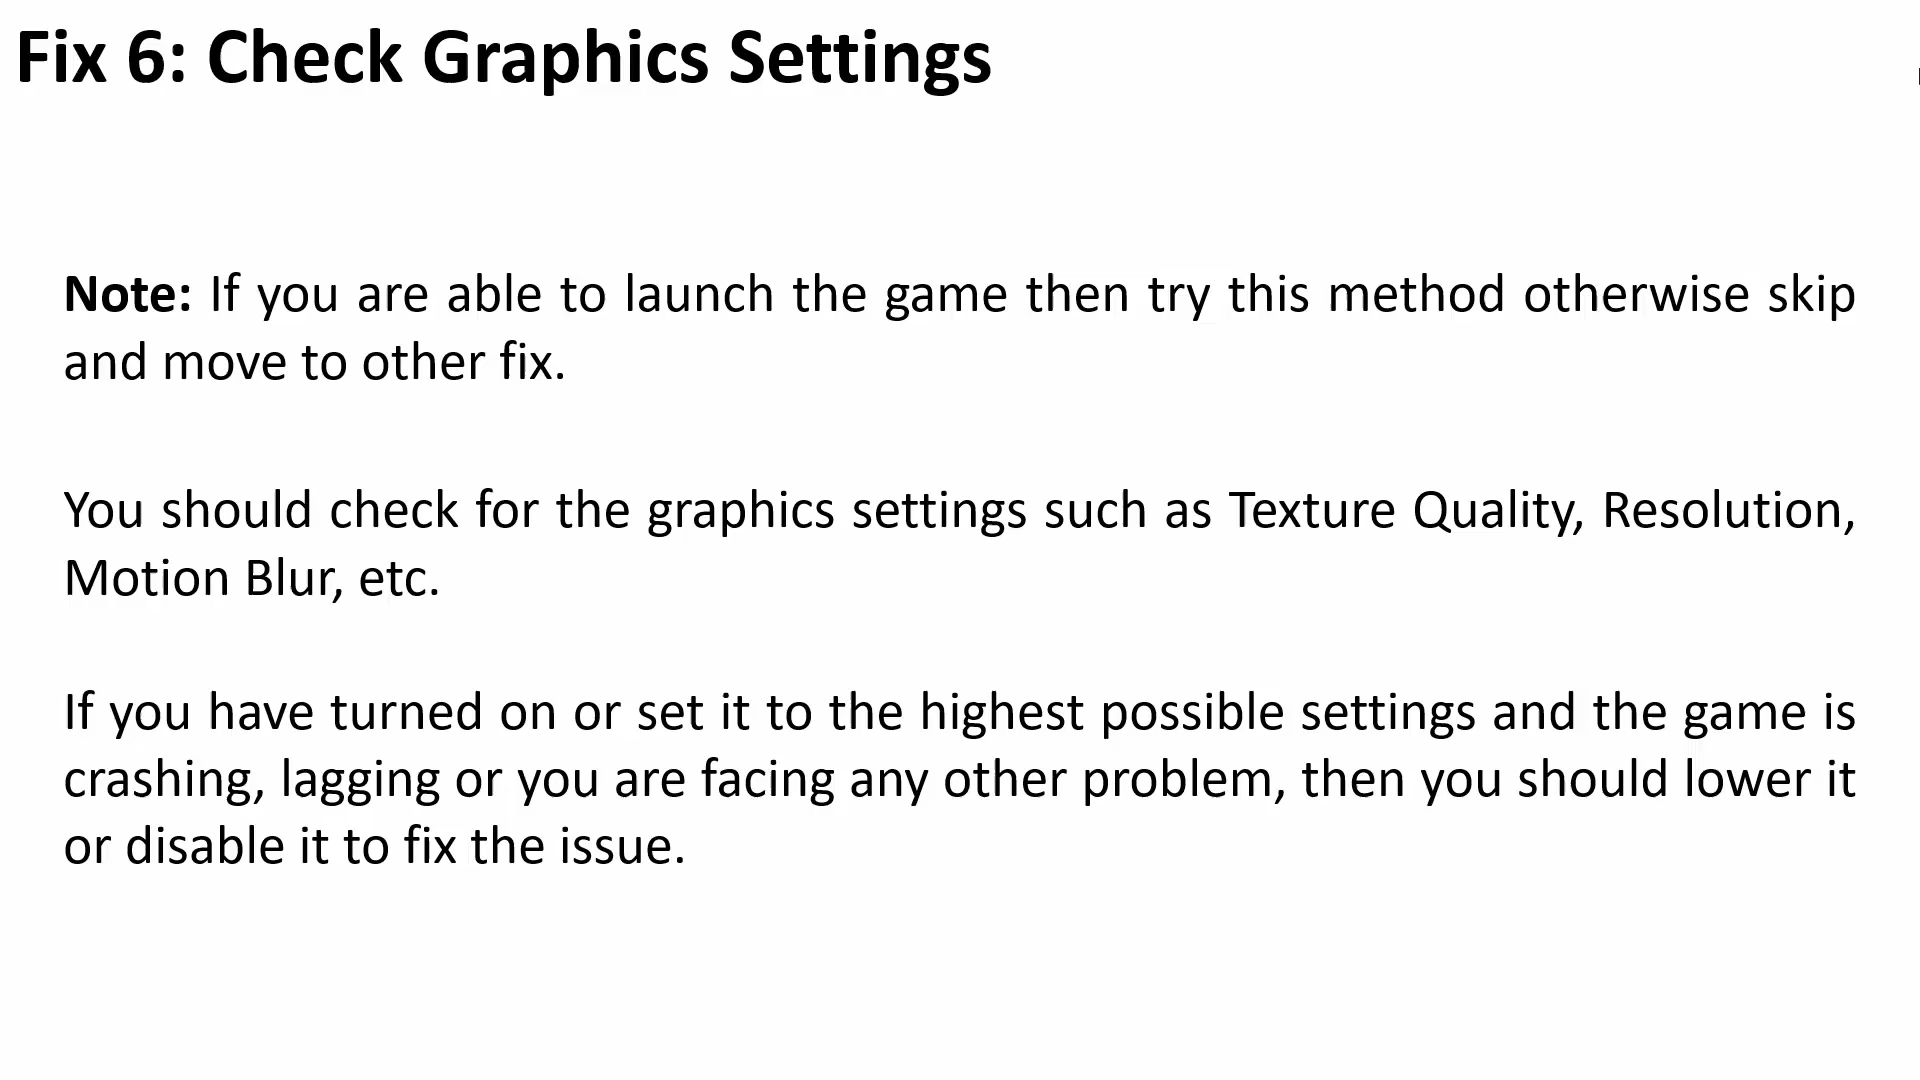 Fix 6: Check Graphics Settings
Note: If you are able to launch the game then try this method otherwise skip
and move to other fix.
You should check for the graphics settings such as Texture Quality, Resolution,
Motion Blur, etc.
If you have turned on or set it to the highest possible settings and the game is
crashing, lagging or you are facing any other problem, then you should lower it
or disable it to fix the issue.